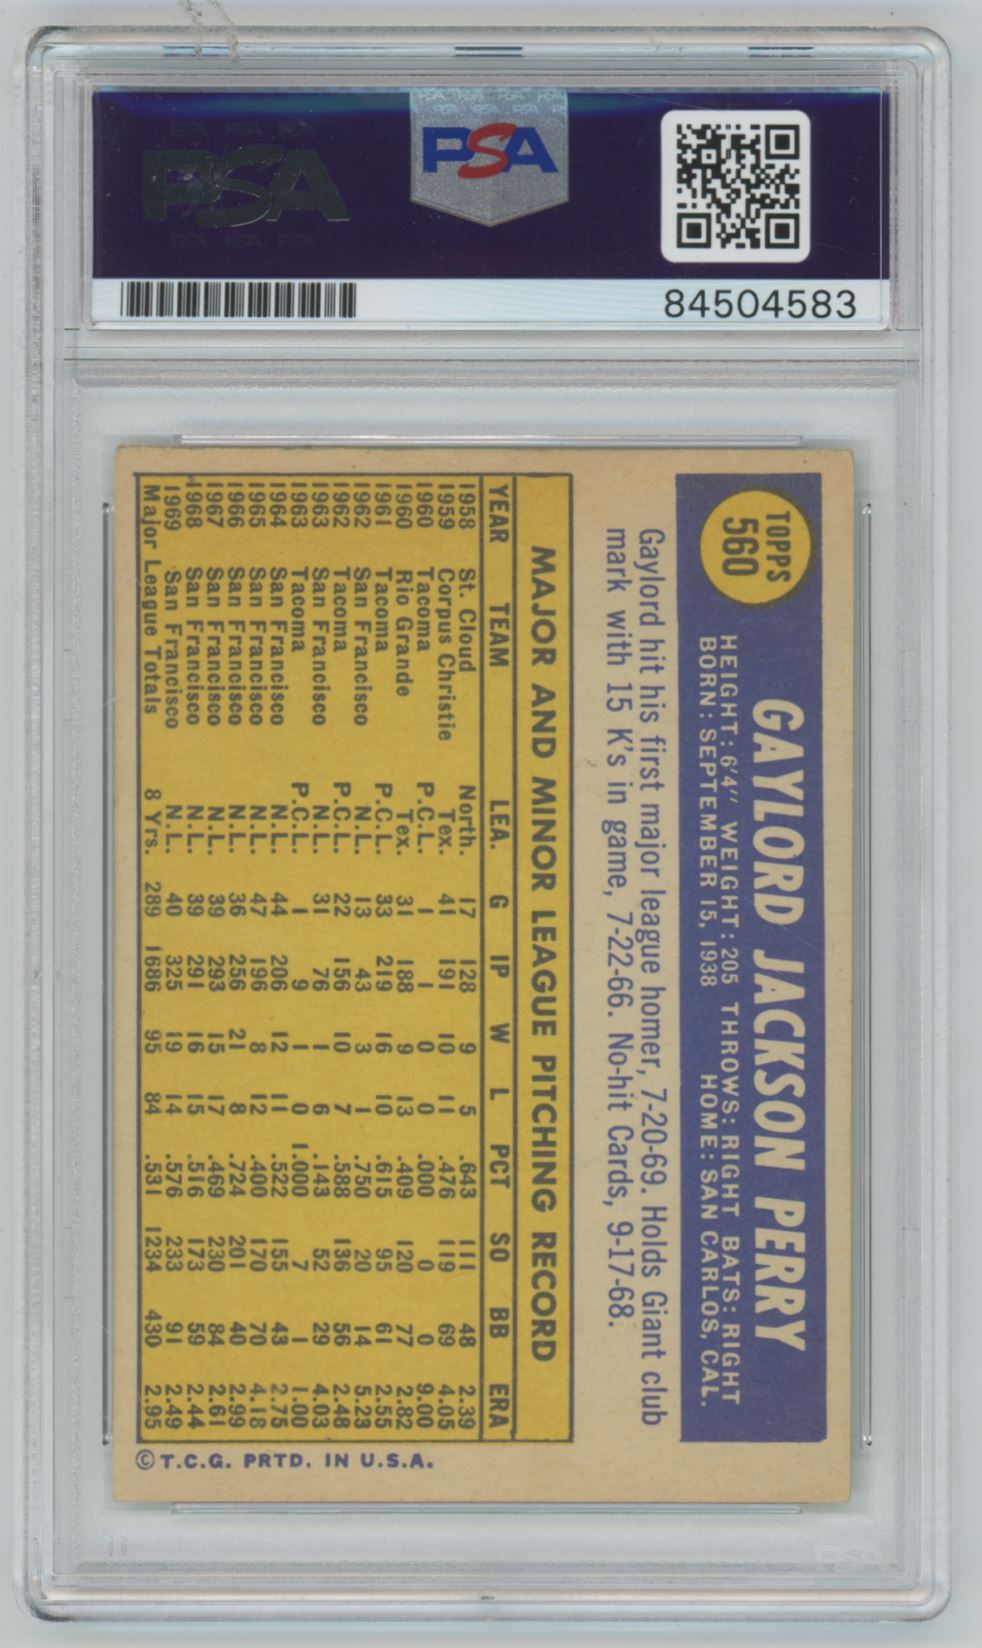 PSA
PSA
84504583
TOPPS
560
GAYLORD JACKSON PERRY
HEIGHT: 6'4" WEIGHT: 205 THROWS: RIGHT BATS: RIGHT
BORN: SEPTEMBER 15, 1938 HOME: SAN CARLOS, CAL.
Gaylord hit his first major league homer, 7-20-69. Holds Giant club
mark with 15 K's in game, 7-22-66. No-hit Cards, 9-17-68.
MAJOR AND MINOR LEAGUE PITCHING RECORD
YEAR TEAM LEA. G IP W L PCT SO BB ERA
1958 St. Cloud North. 17 128 9 5 .643 111 48 2.39
1959 Corpus Christie Tex. 41 191 10 11 .476 119 69 4.05
1960 Tacoma P.C.L. 1 1 0 0 .000 0 0 9.00
1960 Rio Grande Tex. 31 188 9 13 .409 120 77 2.82
1961 Tacoma P.C.L. 33 219 16 10 .615 95 61 2.55
1962 San Francisco N.L. 13 43 3 1 .750 20 14 5.23
1962 Tacoma P.C.L. 22 156 10 7 .588 136 56 2.48
1963 San Francisco N.L. 31 76 1 6 .143 52 29 4.03
1963 Tacoma P.C.L. 1 9 1 0 1.000 7 1 1.00
1964 San Francisco N.L. 44 206 12 11 .522 155 43 2.75
1965 San Francisco N.L. 47 196 8 12 .400 170 70 4.18
1966 San Francisco N.L. 36 256 21 8 .724 201 40 2.99
1967 San Francisco N.L. 39 293 15 17 .469 230 84 2.61
1968 San Francisco N.L. 39 291 16 15 .516 173 59 2.44
1969 San Francisco N.L. 40 325 19 14 .576 233 91 2.49
Major League Totals 8 Yrs. 289 1686 95 84 .531 1234 430 2.95
© T.C.G. PRTD. IN U.S.A.
PSA